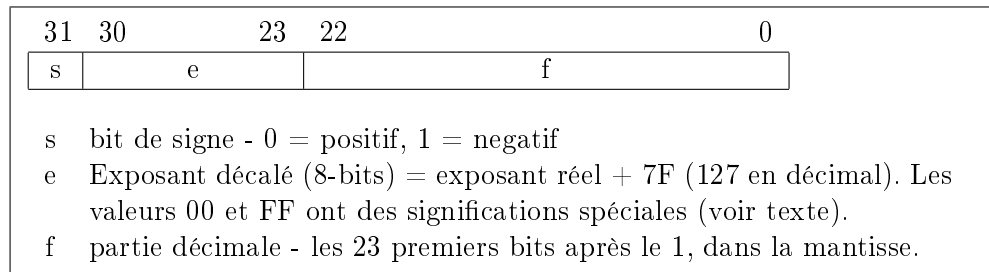 31 30 23 22 0
s e f
s bit de signe - 0 = positif, 1 = negatif
e Exposant décalé (8-bits) = exposant réel + 7F (127 en décimal). Les
valeurs 00 et FF ont des significations spéciales (voir texte).
f partie décimale - les 23 premiers bits après le 1, dans la mantisse.